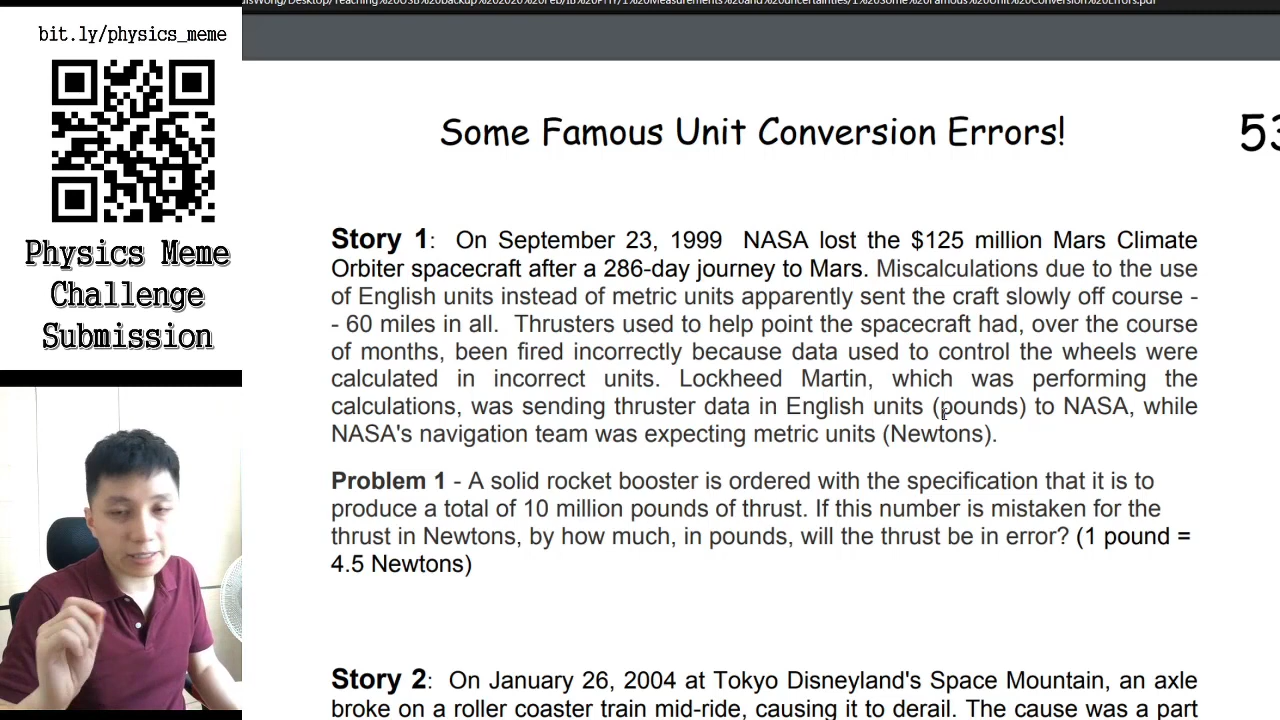 bit.ly/physics_meme
Physics Meme
Challenge
Submission
Some Famous Unit Conversion Errors!
Story 1: On September 23, 1999 NASA lost the $125 million Mars Climate
Orbiter spacecraft after a 286-day journey to Mars. Miscalculations due to the use
of English units instead of metric units apparently sent the craft slowly off course -
- 60 miles in all. Thrusters used to help point the spacecraft had, over the course
of months, been fired incorrectly because data used to control the wheels were
calculated in incorrect units. Lockheed Martin, which was performing the
calculations, was sending thruster data in English units (pounds) to NASA, while
NASA's navigation team was expecting metric units (Newtons).
Problem 1 - A solid rocket booster is ordered with the specification that it is to
produce a total of 10 million pounds of thrust. If this number is mistaken for the
thrust in Newtons, by how much, in pounds, will the thrust be in error? (1 pound =
4.5 Newtons)
Story 2: On January 26, 2004 at Tokyo Disneyland's Space Mountain, an axle
broke on a roller coaster train mid-ride, causing it to derail. The cause was a part